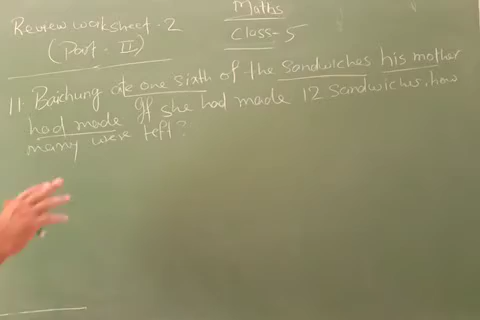 Review worksheet - 2
(Part - II)
Maths
Class - 5
11. Baichung ate one sixth of the sandwiches his mother
had made If she had made 12 sandwiches, how
many were left?